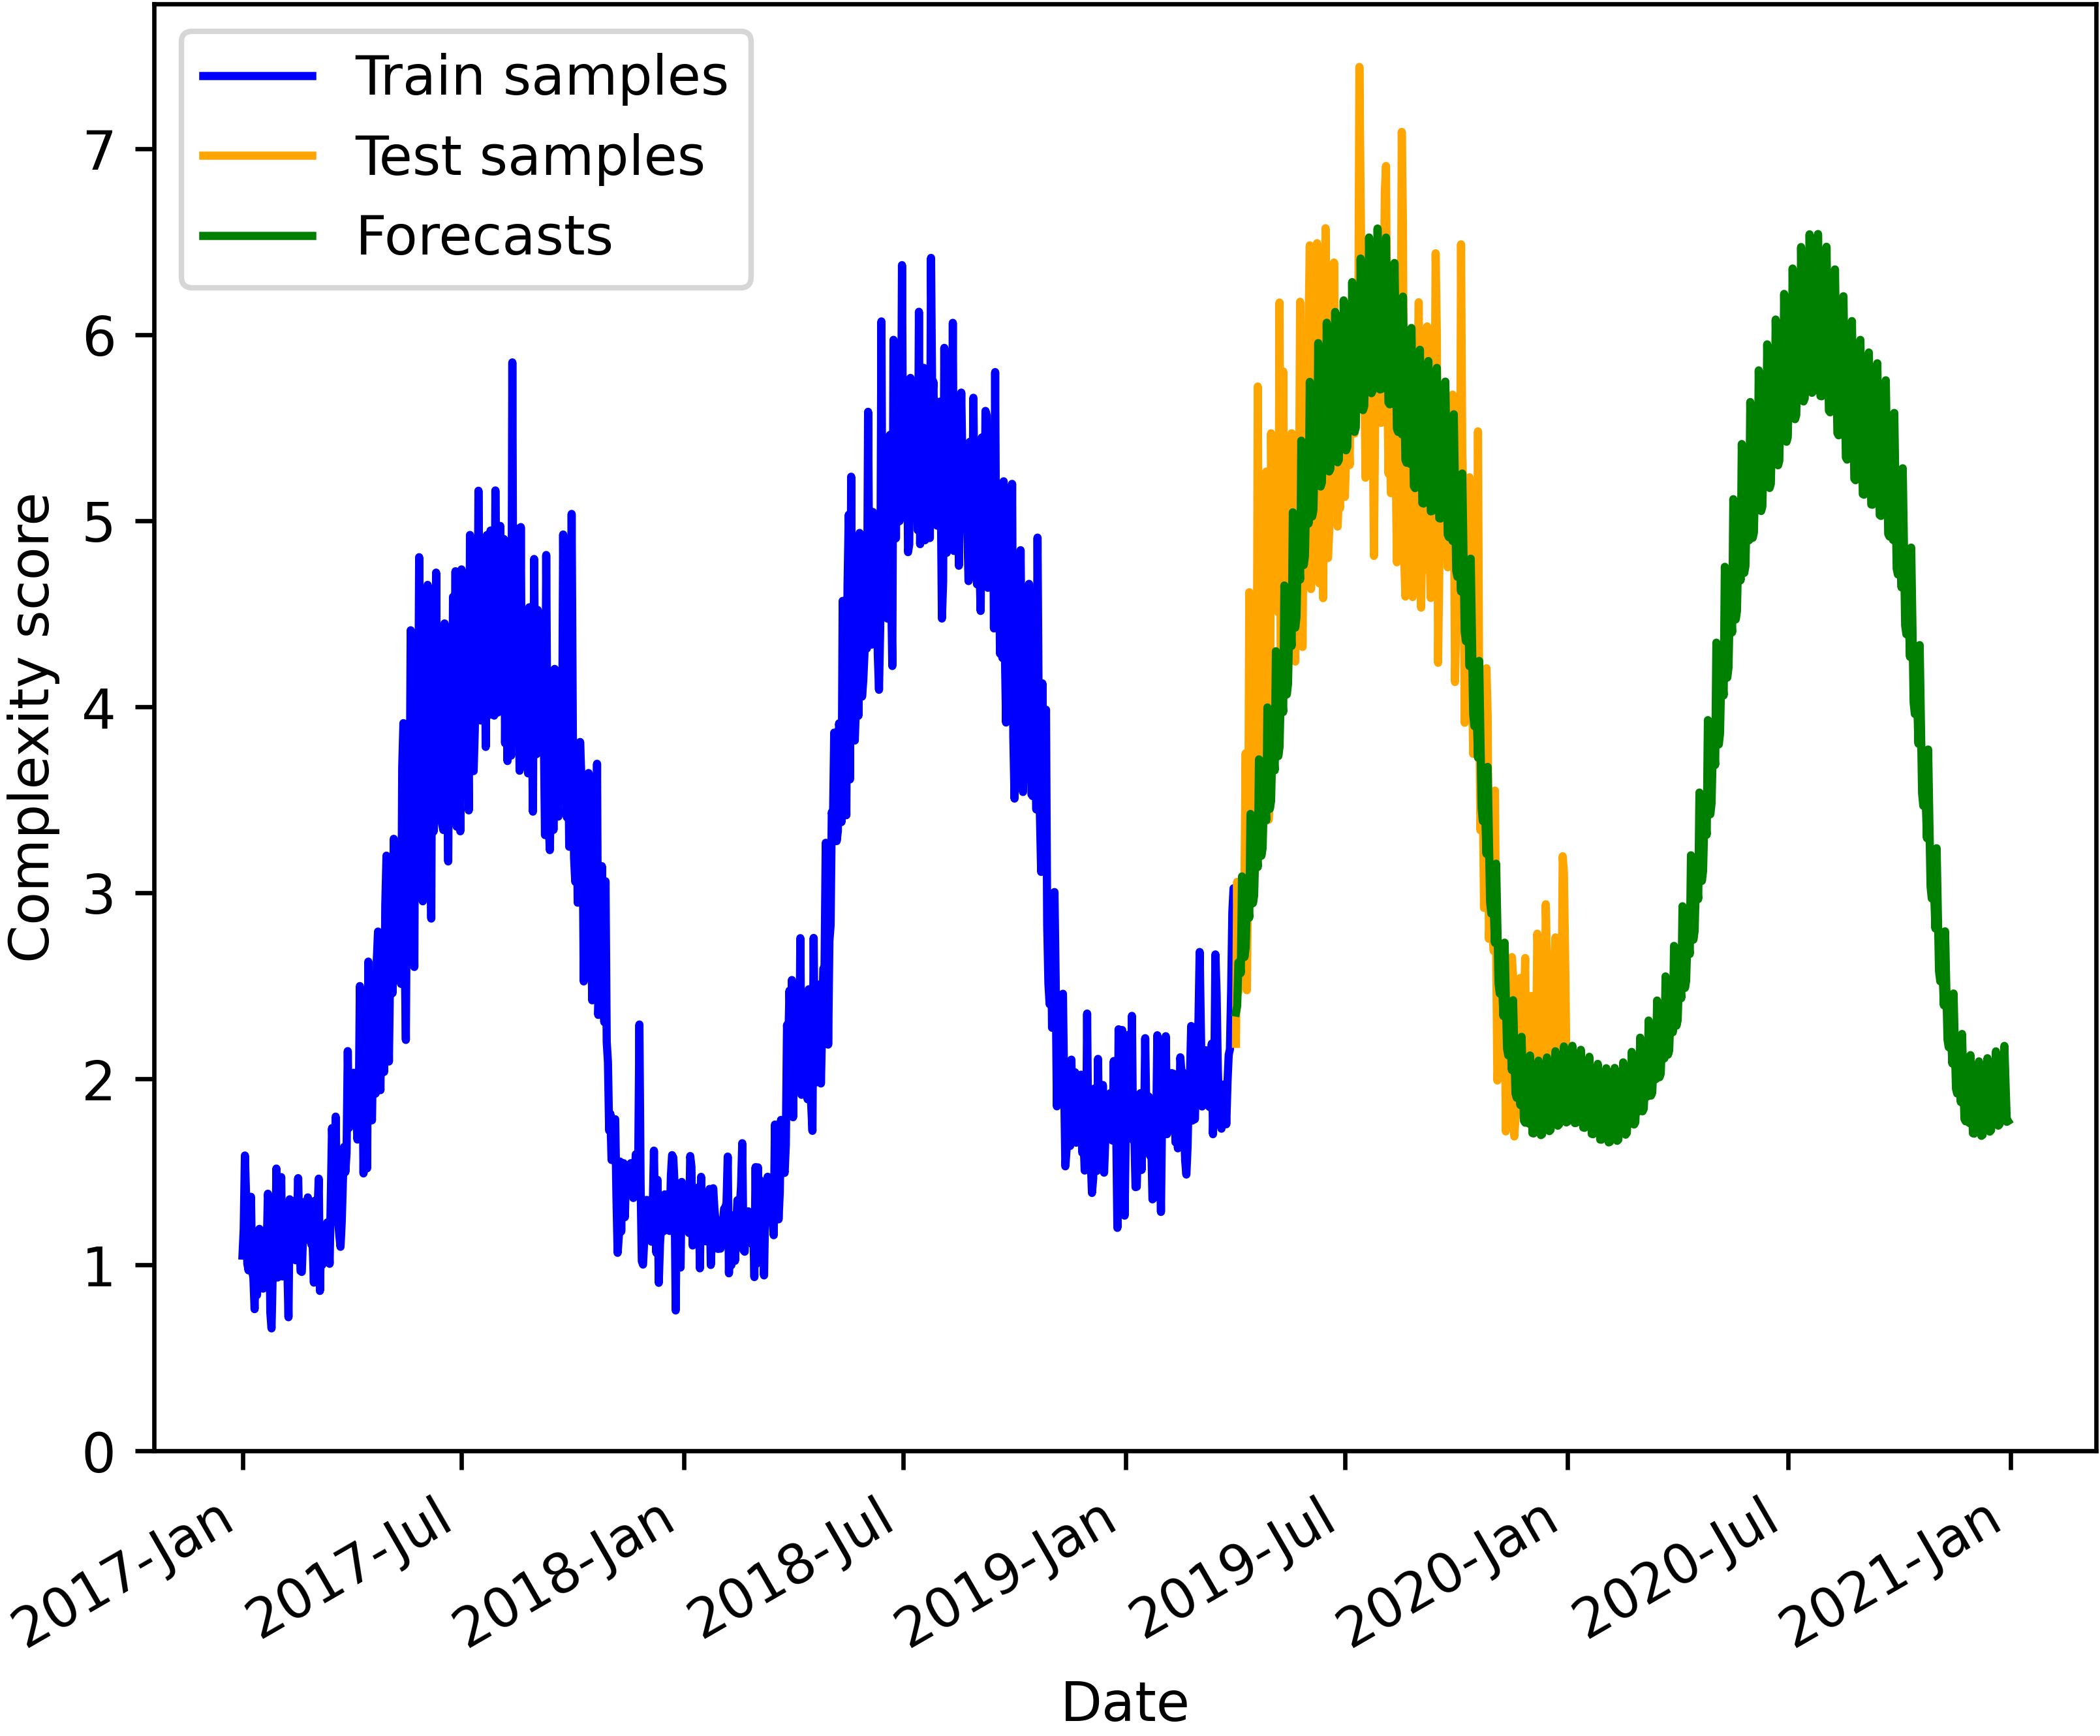 Train samples
Test samples
Forecasts
Complexity score
7
6
5
4
3
2
1
0
2017-Jan
2017-Jul
2018-Jan
2018-Jul
2019-Jan
2019-Jul
2020-Jan
2020-Jul
2021-Jan
Date